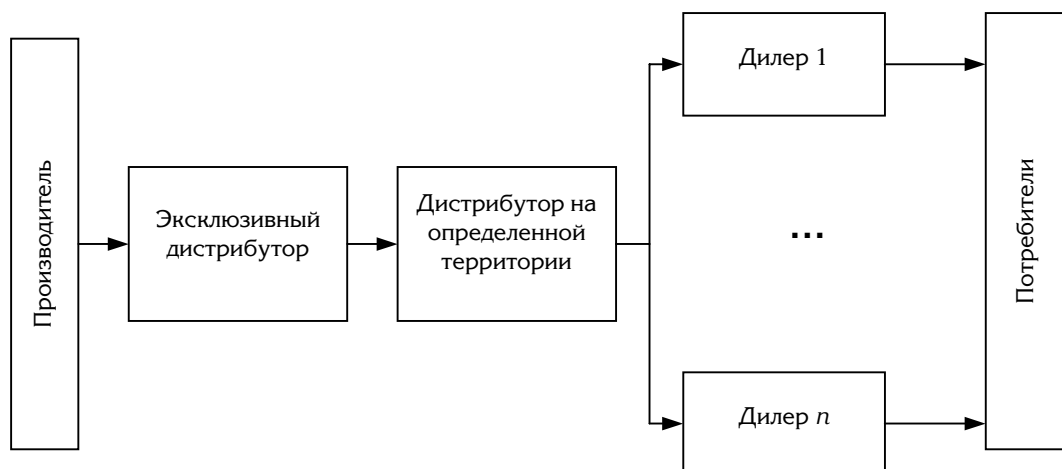 Производитель
Эксклюзивный
дистрибутор
Дистрибутор на
определенной
территории
Дилер 1
...
Дилер n
Потребители